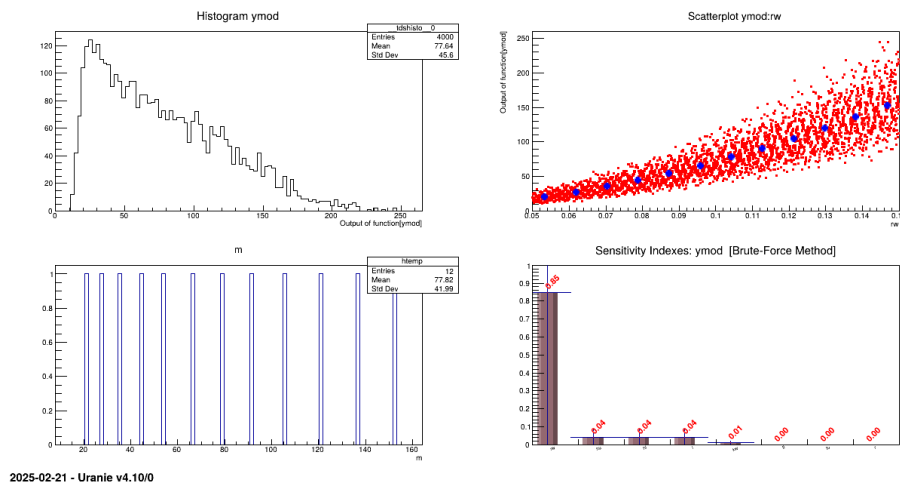 Histogram ymod
__tdshisto__0
Entries 4000
Mean 77.64
Std Dev 45.6
120
100
80
60
40
20
0
0 50 100 150 200 250
Output of function[ymod]
Scatterplot ymod:rw
Output of function[ymod]
250
200
150
100
50
0.05 0.06 0.07 0.08 0.09 0.1 0.11 0.12 0.13 0.14
rw
m
htemp
Entries 12
Mean 77.82
Std Dev 41.99
1
0.8
0.6
0.4
0.2
0
20 40 60 80 100 120 140 160
m
Sensitivity Indexes: ymod [Brute-Force Method]
1
0.9
0.8
0.7
0.6
0.5
0.4
0.3
0.2
0.1
0
0.85 0.04 0.04 0.04 0.01 0.00 0.00 0.00
2025-02-21 - Uranie v4.10/0